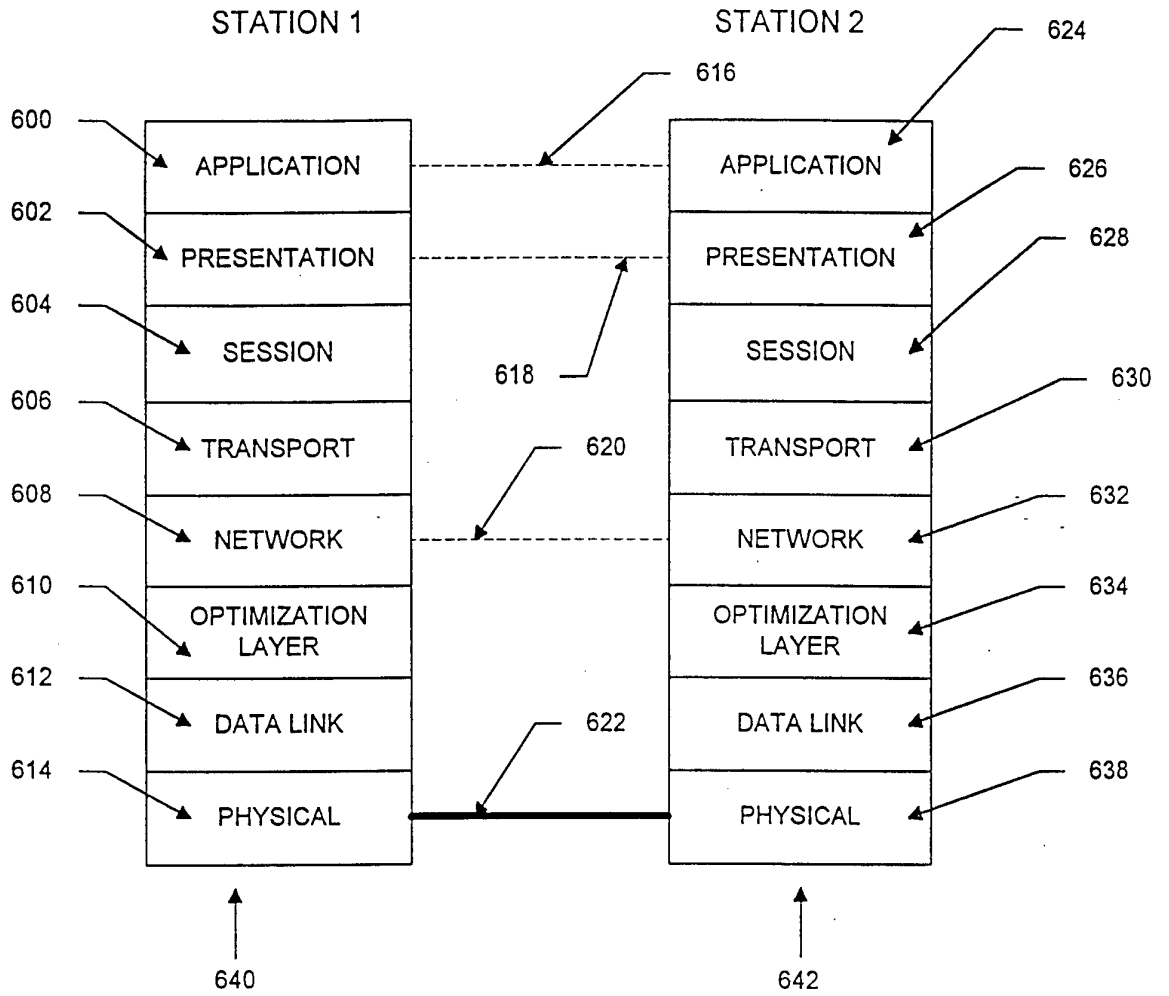 STATION 1
STATION 2
624
616
600
APPLICATION
APPLICATION
626
602
PRESENTATION
PRESENTATION
628
604
SESSION
SESSION
618
630
606
TRANSPORT
TRANSPORT
620
608
NETWORK
NETWORK
632
610
OPTIMIZATION
LAYER
OPTIMIZATION
LAYER
634
612
DATA LINK
DATA LINK
636
622
614
PHYSICAL
PHYSICAL
638
640
642